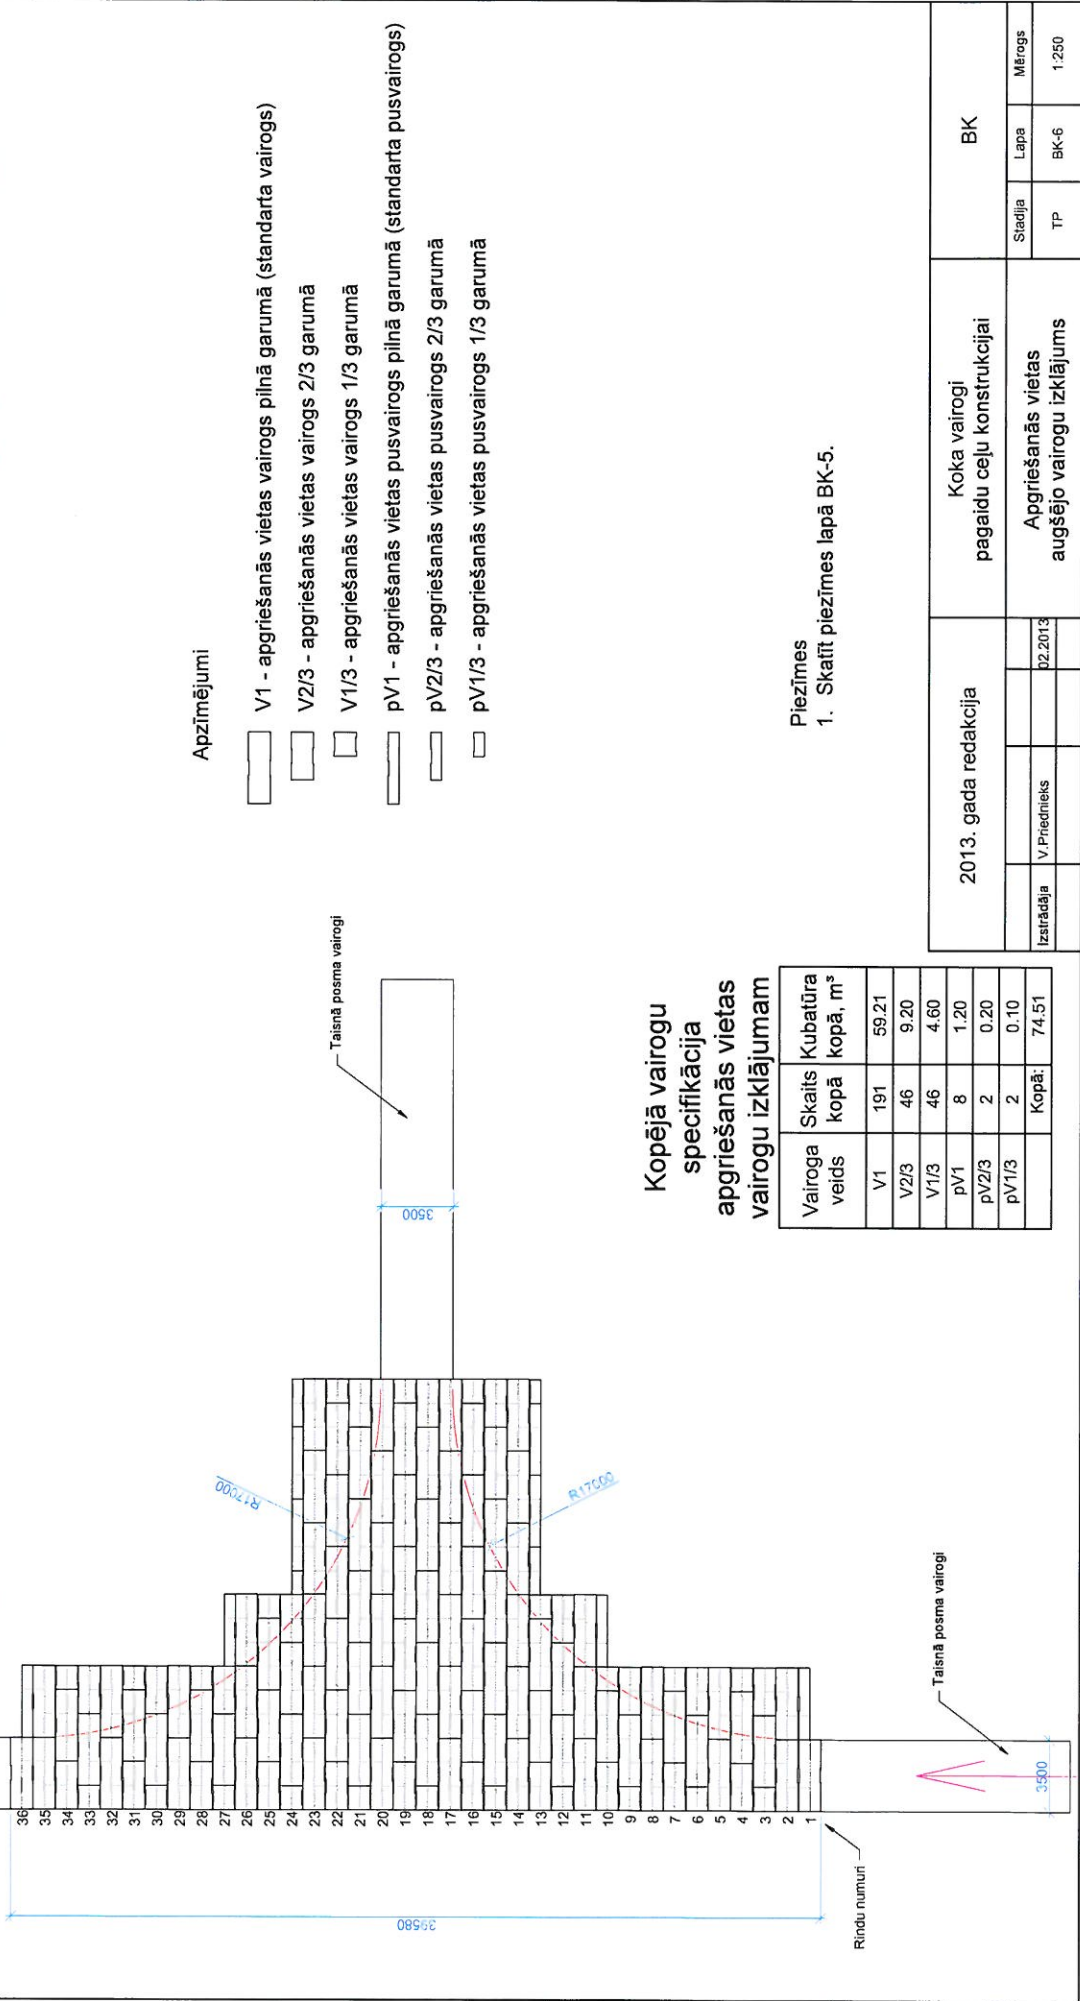 36
35
34
33
32
31
30
29
28
27
26
25
24
23
22
21
20
19
18
17
16
15
14
13
12
11
10
9
8
7
6
5
4
3
2
1
39580
Rindu numuri
3500
Taisnā posma vairogi
R17000
R17000
3500
Taisnā posma vairogi
Apzīmējumi
V1 - apgriešanās vietas vairogs pilnā garumā (standarta vairogs)
V2/3 - apgriešanās vietas vairogs 2/3 garumā
V1/3 - apgriešanās vietas vairogs 1/3 garumā
pV1 - apgriešanās vietas pusvairogs pilnā garumā (standarta pusvairogs)
pV2/3 - apgriešanās vietas pusvairogs 2/3 garumā
pV1/3 - apgriešanās vietas pusvairogs 1/3 garumā
Kopējā vairogu
specifikācija
apgriešanās vietas
vairogu izklājumam
Vairoga veids Skaits kopā Kubatūra kopā, m³
V1 191 59.21
V2/3 46 9.20
V1/3 46 4.60
pV1 8 1.20
pV2/3 2 0.20
pV1/3 2 0.10
Kopā: 74.51
Piezīmes
1. Skatīt piezīmes lapā BK-5.
2013. gada redakcija
Izstrādāja V.Priednieks 02.2013
Koka vairogi
pagaidu ceļu konstrukcijai
Apgriešanās vietas
augšējo vairogu izklājums
BK
Stadija Lapa Mērogs
TP BK-6 1:250